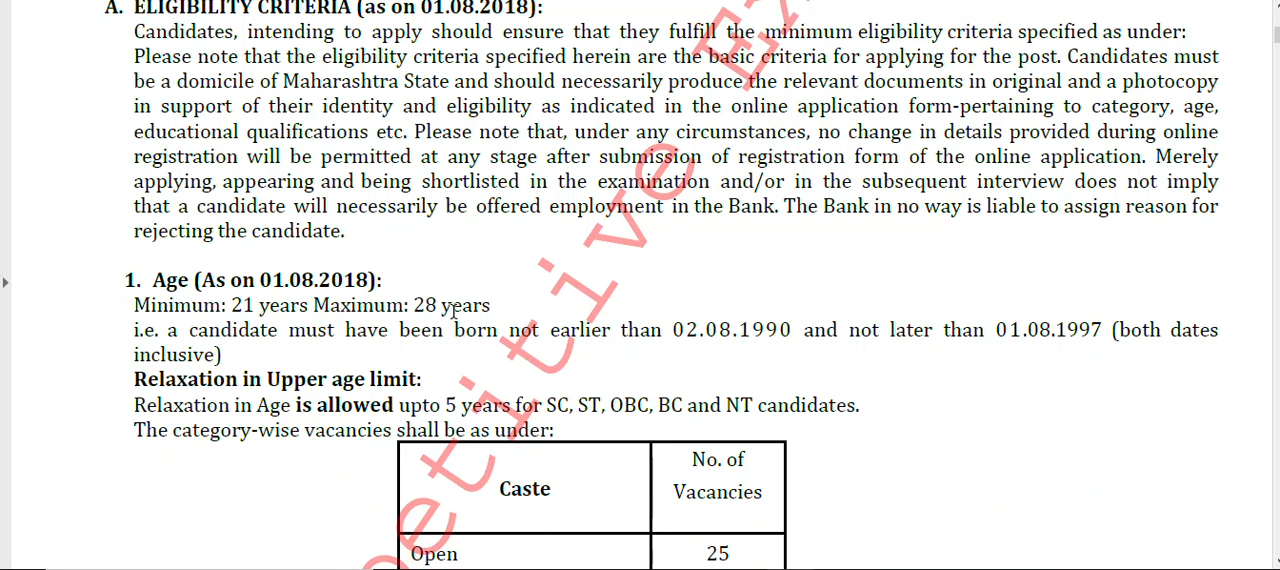 A. ELIGIBILITY CRITERIA (as on 01.08.2018):
Candidates, intending to apply should ensure that they fulfill the minimum eligibility criteria specified as under:
Please note that the eligibility criteria specified herein are the basic criteria for applying for the post. Candidates must
be a domicile of Maharashtra State and should necessarily produce the relevant documents in original and a photocopy
in support of their identity and eligibility as indicated in the online application form-pertaining to category, age,
educational qualifications etc. Please note that, under any circumstances, no change in details provided during online
registration will be permitted at any stage after submission of registration form of the online application. Merely
applying, appearing and being shortlisted in the examination and/or in the subsequent interview does not imply
that a candidate will necessarily be offered employment in the Bank. The Bank in no way is liable to assign reason for
rejecting the candidate.
1. Age (As on 01.08.2018):
Minimum: 21 years Maximum: 28 years
i.e. a candidate must have been born not earlier than 02.08.1990 and not later than 01.08.1997 (both dates
inclusive)
Relaxation in Upper age limit:
Relaxation in Age is allowed upto 5 years for SC, ST, OBC, BC and NT candidates.
The category-wise vacancies shall be as under:
Caste
No. of
Vacancies
Open 25
petitive Ex